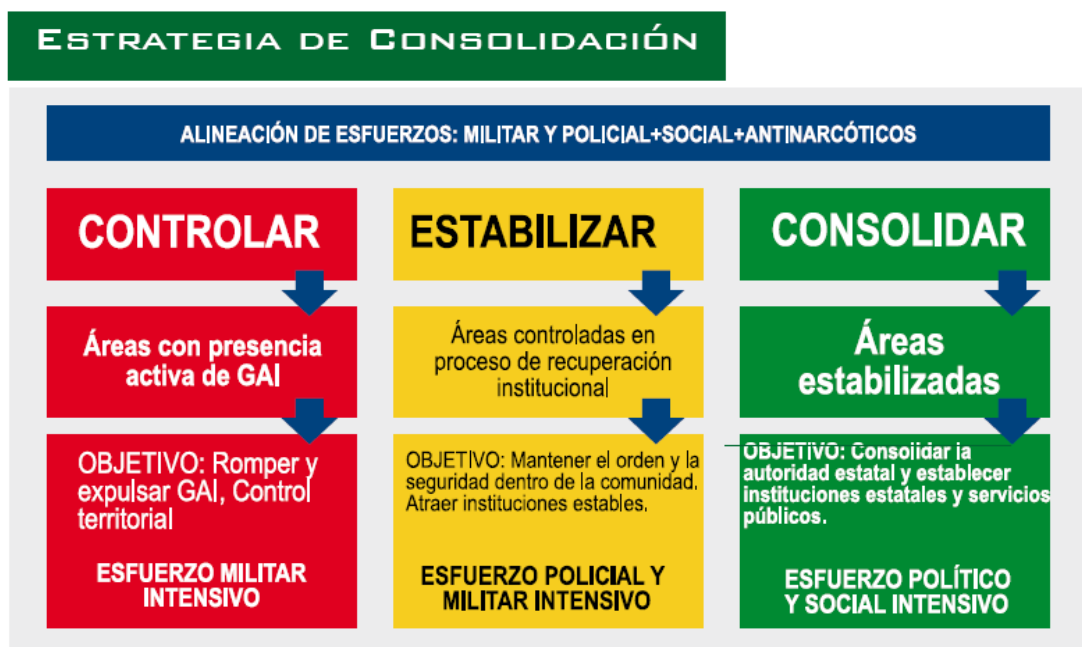 ESTRATEGIA DE CONSOLIDACIÓN
ALINEACIÓN DE ESFUERZOS: MILITAR Y POLICIAL+SOCIAL+ANTINARCÓTICOS
CONTROLAR
Áreas con presencia
activa de GAI
OBJETIVO: Romper y
expulsar GAI, Control
territorial
ESFUERZO MILITAR
INTENSIVO
ESTABILIZAR
Áreas controladas en
proceso de recuperación
institucional
OBJETIVO: Mantener el orden y la
seguridad dentro de la comunidad.
Atraer instituciones estables.
ESFUERZO POLICIAL Y
MILITAR INTENSIVO
CONSOLIDAR
Áreas
estabilizadas
OBJETIVO: Consolidar la
autoridad estatal y establecer
instituciones estatales y servicios
públicos.
ESFUERZO POLÍTICO
Y SOCIAL INTENSIVO